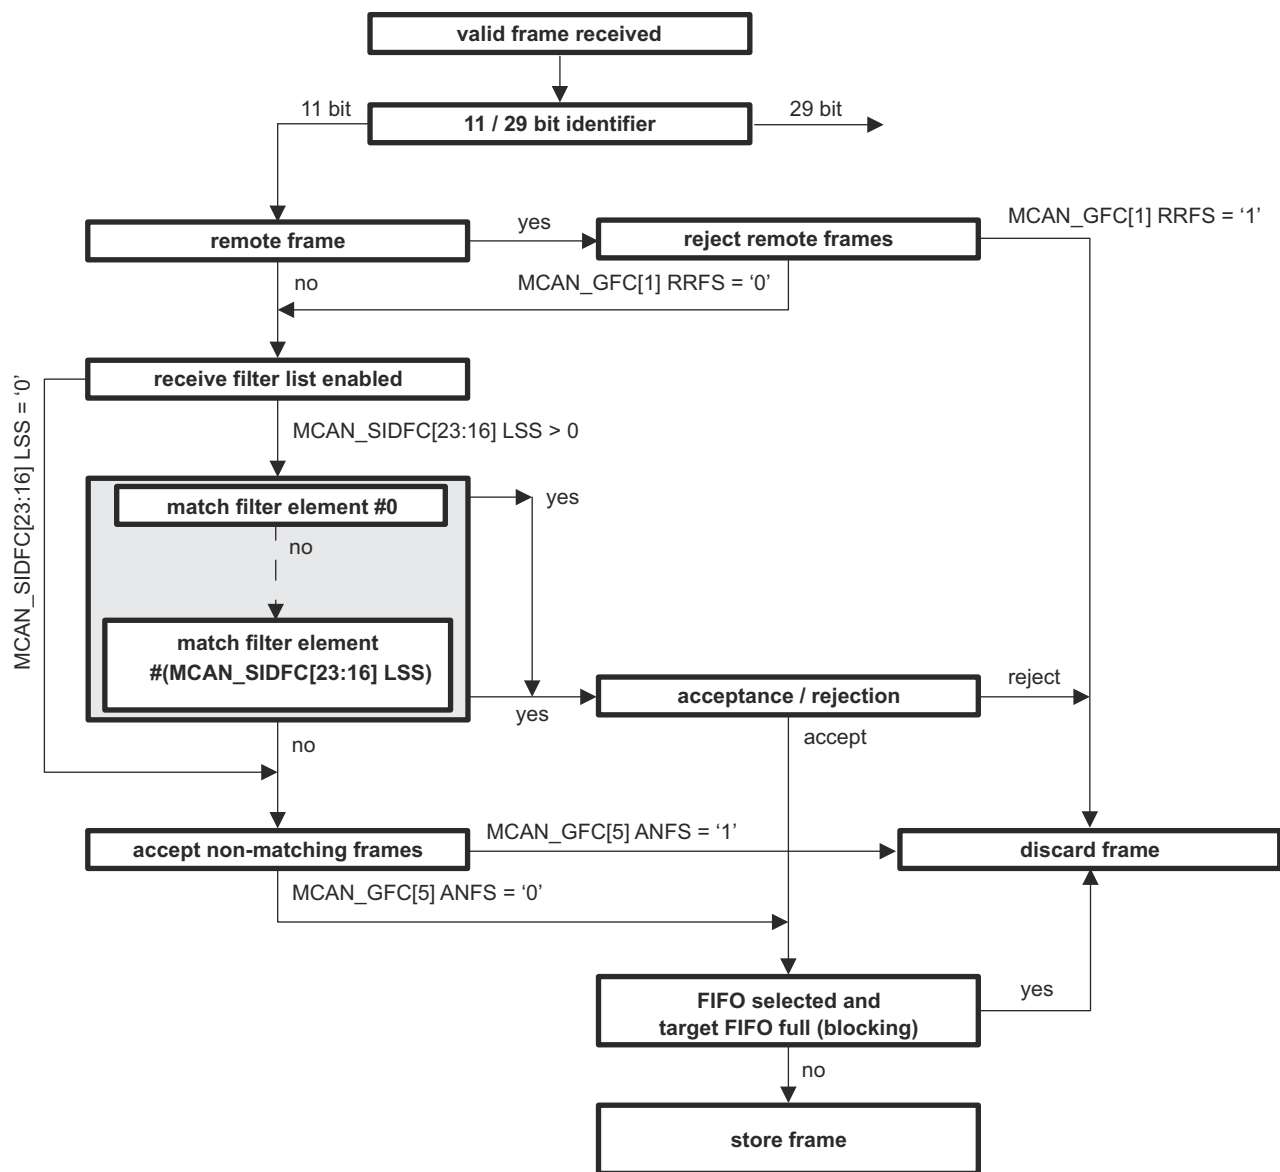 valid frame received
11 bit
11 / 29 bit identifier
29 bit
remote frame
yes
reject remote frames
MCAN_GFC[1] RRFS = ‘1’
no
MCAN_GFC[1] RRFS = ‘0’
receive filter list enabled
MCAN_SIDFC[23:16] LSS = ‘0’
MCAN_SIDFC[23:16] LSS > 0
match filter element #0
yes
no
match filter element
#(MCAN_SIDFC[23:16] LSS)
yes
acceptance / rejection
reject
accept
no
accept non-matching frames
MCAN_GFC[5] ANFS = ‘1’
discard frame
MCAN_GFC[5] ANFS = ‘0’
FIFO selected and
target FIFO full (blocking)
yes
no
store frame